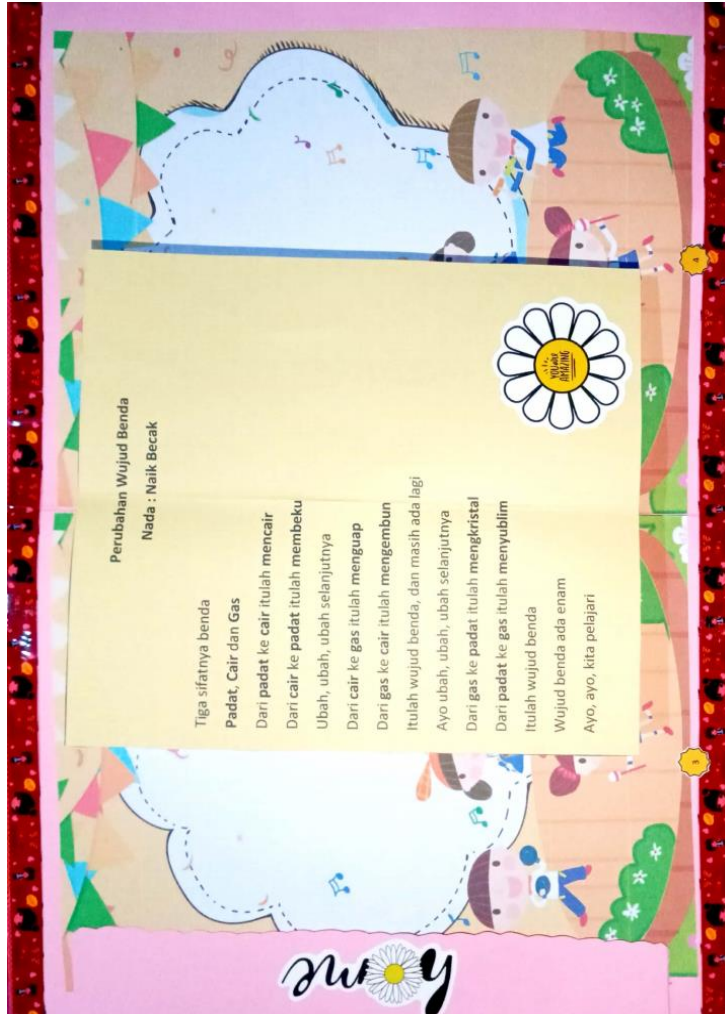 Perubahan Wujud Benda
Nada : Naik Becak
Tiga sifatnya benda
Padat, Cair dan Gas
Dari padat ke cair itulah mencair
Dari cair ke padat itulah membeku
Ubah, ubah, ubah selanjutnya
Dari cair ke gas itulah menguap
Dari gas ke cair itulah mengembun
Itulah wujud benda, dan masih ada lagi
Ayo ubah, ubah, ubah selanjutnya
Dari gas ke padat itulah mengkristal
Dari padat ke gas itulah menyublim
Itulah wujud benda
Wujud benda ada enam
Ayo, ayo, kita pelajari
YOU ARE
AMAZING
home
3
4